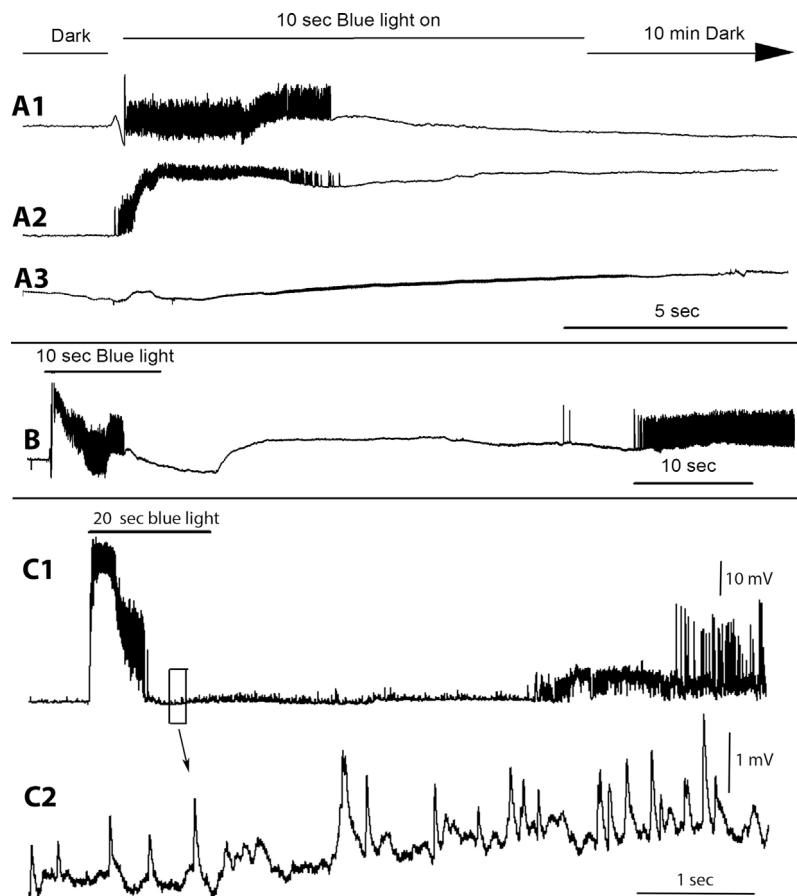 Dark
10 sec Blue light on
10 min Dark
A1
A2
A3
5 sec
10 sec Blue light
B
10 sec
20 sec blue light
C1
10 mV
1 mV
C2
1 sec